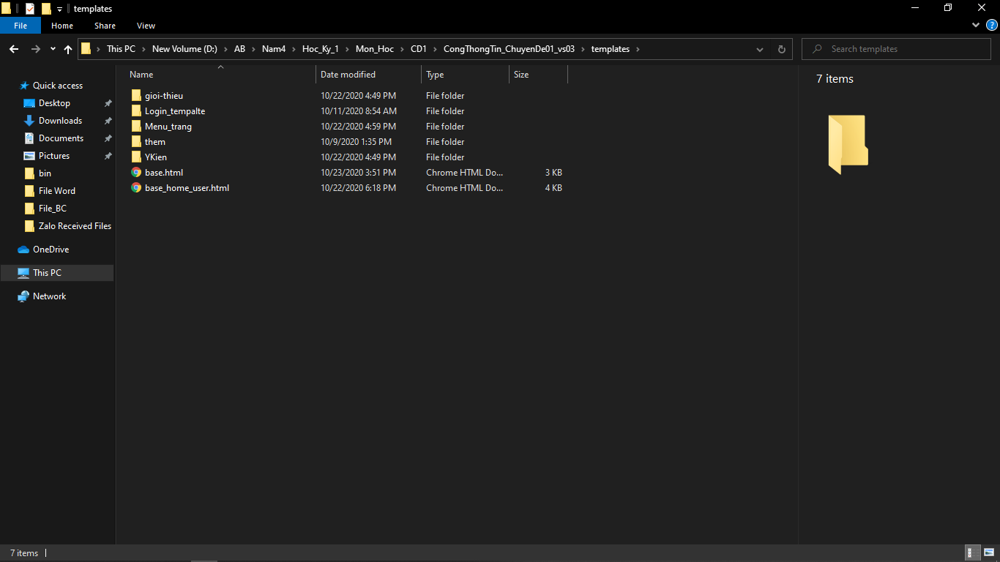 templates
File Home Share View
This PC New Volume (D:) AB Nam4 Hoc_Ky_1 Mon_Hoc CD1 CongThongTin_ChuyenDe01_vs03 templates Search templates
Name Date modified Type Size
gioi-thieu 10/22/2020 4:49 PM File folder
Login_tempalte 10/11/2020 8:54 AM File folder
Menu_trang 10/22/2020 4:59 PM File folder
them 10/9/2020 1:35 PM File folder
YKien 10/22/2020 4:49 PM File folder
base.html 10/23/2020 3:51 PM Chrome HTML Do... 3 KB
base_home_user.html 10/22/2020 6:18 PM Chrome HTML Do... 4 KB
Quick access
Desktop
Downloads
Documents
Pictures
bin
File Word
File_BC
Zalo Received Files
OneDrive
This PC
Network
7 items
7 items